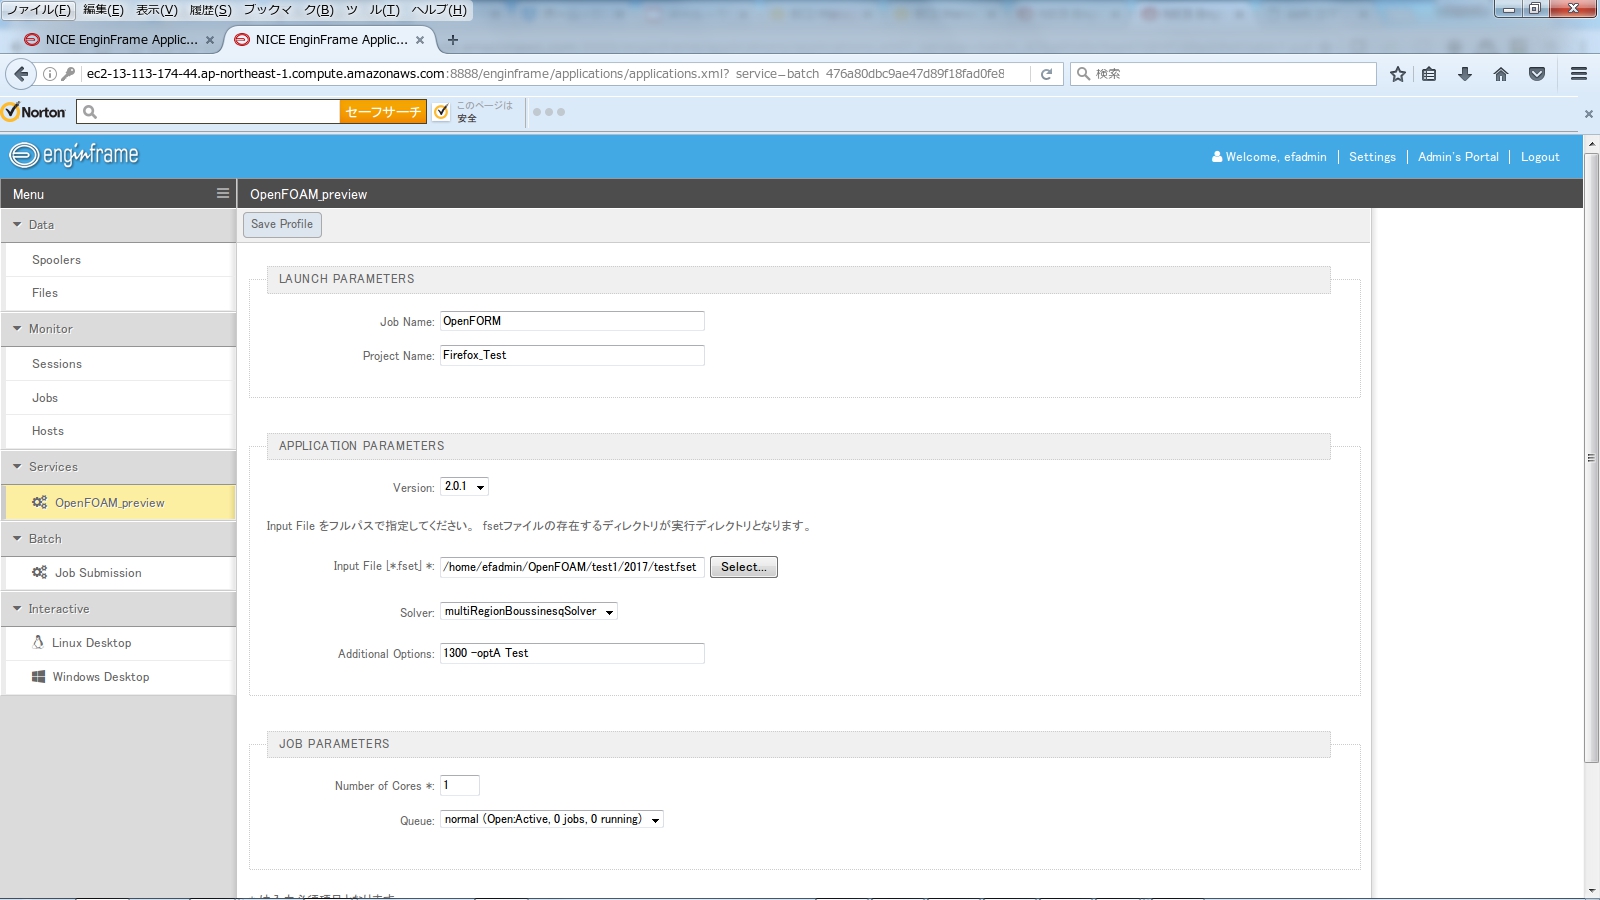 ファイル(F) 編集(E) 表示(V) 履歴(S) ブックマーク(B) ツール(T) ヘルプ(H)
NICE EnginFrame Applic... × NICE EnginFrame Applic... × +
ec2-13-113-174-44.ap-northeast-1.compute.amazonaws.com:8888/enginframe/applications/applications.xml?_service=batch_476a80dbc9ae47d89f18fad0fe8 検索
Norton セーフサーチ このページは
安全
enginframe Welcome, efadmin | Settings | Admin's Portal | Logout
Menu OpenFOAM_preview
Save Profile
Data
Spoolers
Files
Monitor
Sessions
Jobs
Hosts
Services
OpenFOAM_preview
Batch
Job Submission
Interactive
Linux Desktop
Windows Desktop
LAUNCH PARAMETERS
Job Name: OpenFORM
Project Name: Firefox_Test
APPLICATION PARAMETERS
Version: 2.0.1
Input File をフルパスで指定してください。 fsetファイルの存在するディレクトリが実行ディレクトリとなります。
Input File [*.fset] *: /home/efadmin/OpenFOAM/test1/2017/test.fset Select...
Solver: multiRegionBoussinesqSolver
Additional Options: 1300 -optA Test
JOB PARAMETERS
Number of Cores *: 1
Queue: normal (Open:Active, 0 jobs, 0 running)